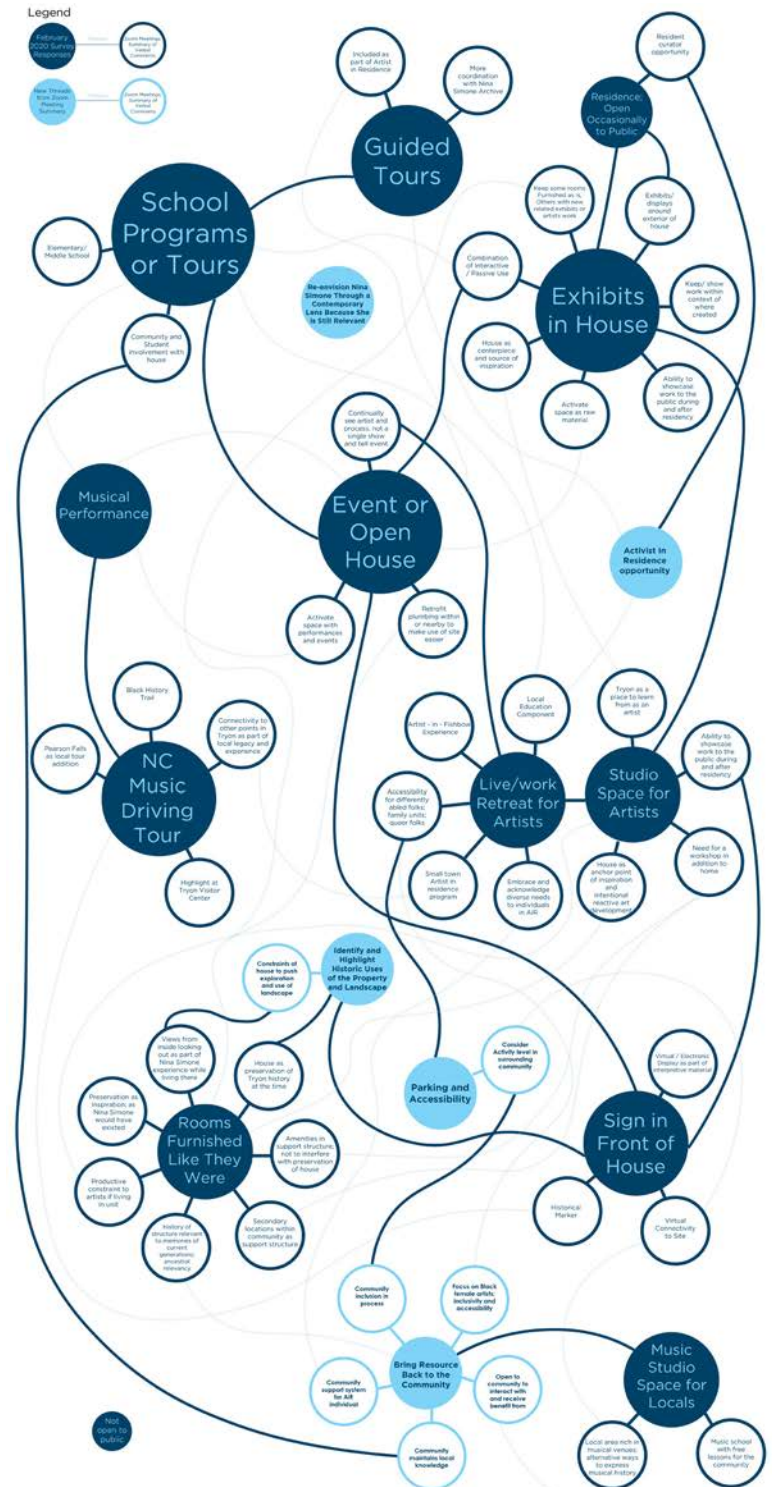 Legend
February
2020 Survey
Responses
Zoom Meetings
Summary of
Added
Comments
New Threads
from Zoom
Meeting
Summary
Zoom Meetings
Summary of
Added
Comments
Included as
part of Artist
in Residence
More
coordination
with Nina
Simone Archive
Guided
Tours
Resident
curator
opportunity
Residence;
Open
Occasionally
to Public
School
Programs
or Tours
Elementary/
Middle School
Community and
Student
involvement with
house
Re-envision Nina
Simone Through a
Contemporary
Lens Because She
is Still Relevant
Keep some rooms
Furnished as is,
Others with new
related exhibits or
artists work
Exhibits/
displays
around
exterior of
house
Combination
of Interactive
/ Passive Use
Exhibits
in House
Keep/ show
work within
context of
where
created
House as
centerpiece
and source of
inspiration
Activate
space as raw
material
Ability to
showcase
work to the
public during
and after
residency
Continually
see artist and
process, not a
single show
and tell event
Musical
Performance
Event or
Open
House
Activist in
Residence
opportunity
Activate
space with
performances
and events
Retrofit
plumbing within
or nearby to
make use of site
easier
Black History
Trail
Pearson Falls
as local tour
addition
Connectivity to
other points in
Tryon as part of
local legacy and
experience
NC
Music
Driving
Tour
Highlight at
Tryon Visitor
Center
Artist - in - Fishbowl
Experience
Local
Education
Component
Tryon as a
place to learn
from as an
artist
Accessibility
for differently
abled folks;
family units;
queer folks
Live/work
Retreat for
Artists
Studio
Space for
Artists
Ability to
showcase
work to the
public during
and after
residency
Small town
Artist in
residence
program
Embrace and
acknowledge
diverse needs
to individuals
in AIR
House as
anchor point
of inspiration
and
intentional
reactive art
development
Need for a
workshop in
addition to
home
Constraints of
house to push
exploration
and use of
landscape
Identify and
Highlight
Historic Uses
of the Property
and Landscape
Views from
inside looking
out as part of
Nina Simone
experience while
living there
House as
preservation of
Tryon history
at the time
Preservation as
inspiration; as
Nina Simone
would have
existed
Rooms
Furnished
Like They
Were
Amenities in
support structure;
not to interfere
with preservation
of house
Productive
constraint to
artists if living
in unit
History of
structure relevant
to memories of
current
generations;
ancestral
relevancy
Secondary
locations within
community as
support structure
Parking and
Accessibility
Consider
Activity level in
surrounding
community
Virtual / Electronic
Display as part of
interpretive material
Sign in
Front of
House
Historical
Marker
Virtual
Connectivity
to Site
Community
inclusion in
process
Focus on Black
female artists;
inclusivity and
accessibility
Bring Resource
Back to the
Community
Community
support system
for AIR
individual
Open to
community to
interact with
and receive
benefit from
Community
maintains local
knowledge
Music
Studio
Space for
Locals
Local area rich in
musical venues;
alternative ways
to express
musical history
Music school
with free
lessons for the
community
Not
open to
public